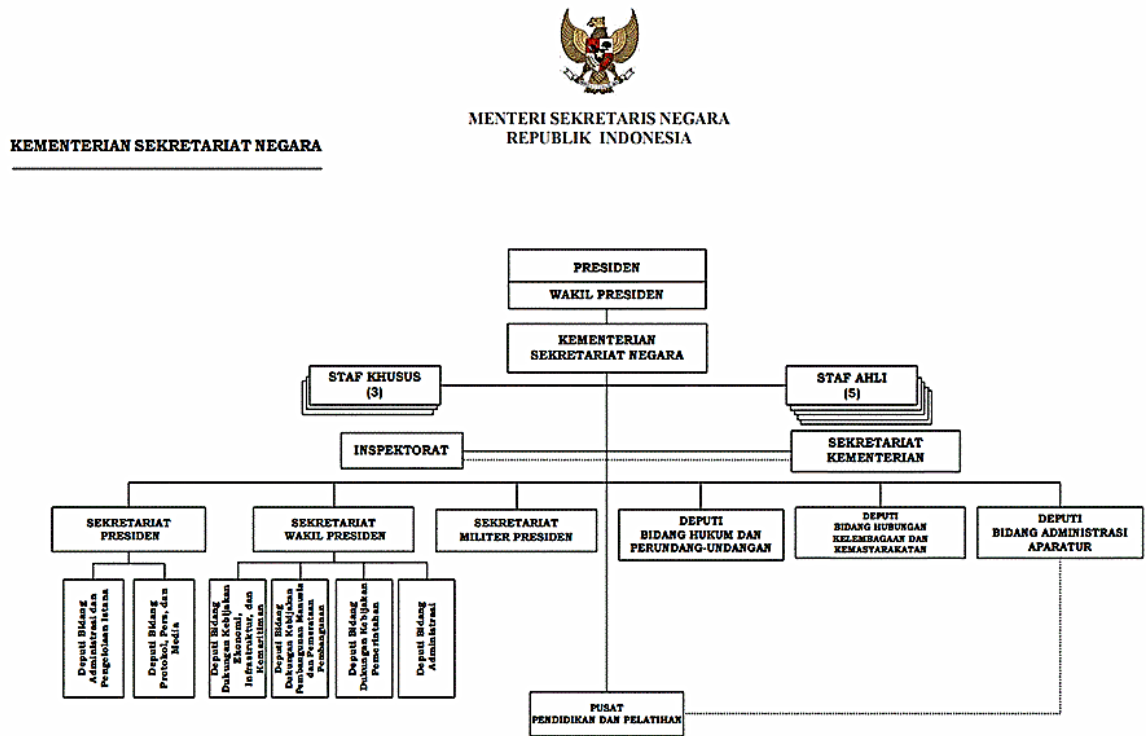 MENTERI SEKRETARIS NEGARA
REPUBLIK INDONESIA
KEMENTERIAN SEKRETARIAT NEGARA
PRESIDEN
WAKIL PRESIDEN
KEMENTERIAN
SEKRETARIAT NEGARA
STAF KHUSUS
(3)
STAF AHLI
(5)
INSPEKTORAT
SEKRETARIAT
KEMENTERIAN
SEKRETARIAT
PRESIDEN
SEKRETARIAT
WAKIL PRESIDEN
SEKRETARIAT
MILITER PRESIDEN
DEPUTI
BIDANG HUKUM DAN
PERUNDANG-UNDANGAN
DEPUTI
BIDANG HUBUNGAN
KELEMBAGAAN DAN
KEMASYARAKATAN
DEPUTI
BIDANG ADMINISTRASI
APARATUR
Deputi Bidang
Administrasi dan
Pengelolaan Istana
Deputi Bidang
Protokol, Pers, dan
Media
Deputi Bidang
Dukungan Kebijakan
Ekonomi,
Infrastruktur, dan
Kemaritiman
Deputi Bidang
Dukungan Kebijakan
Pembangunan Manusia
dan Pemerataan
Pembangunan
Deputi Bidang
Dukungan Kebijakan
Pemerintahan
Deputi Bidang
Administrasi
PUSAT
PENDIDIKAN DAN PELATIHAN